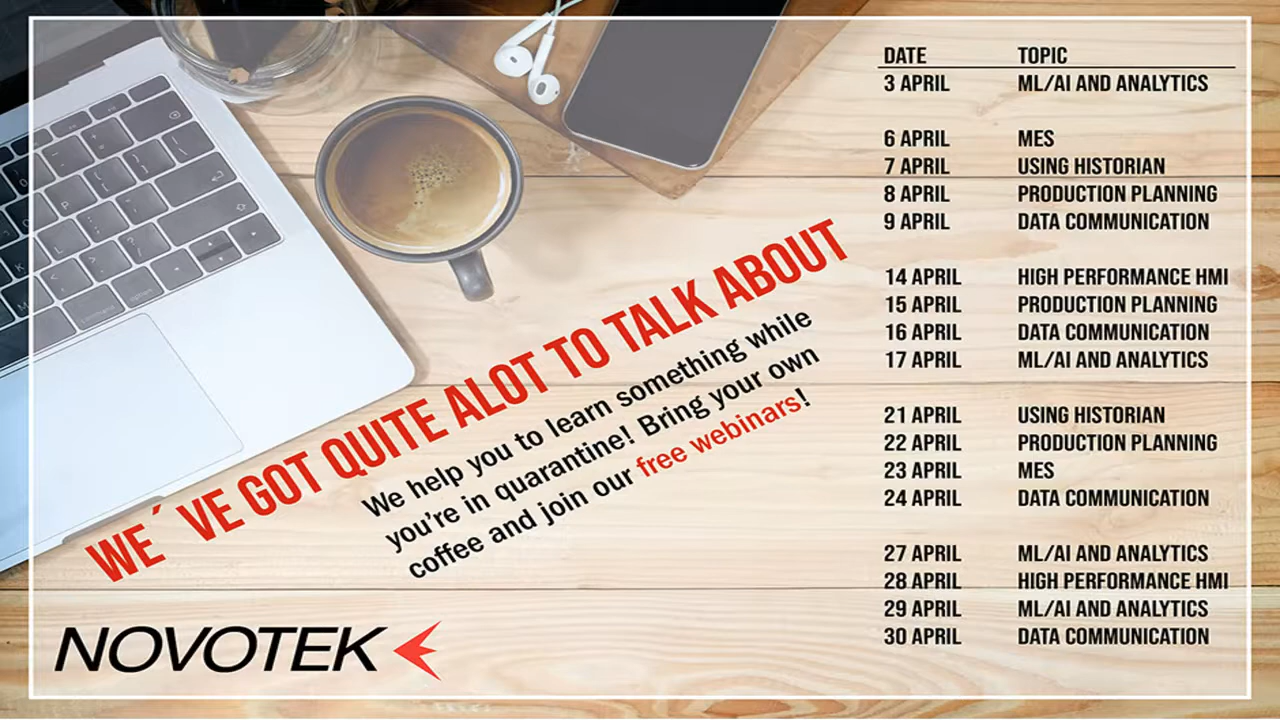 DATE TOPIC
3 APRIL ML/AI AND ANALYTICS
6 APRIL MES
7 APRIL USING HISTORIAN
8 APRIL PRODUCTION PLANNING
9 APRIL DATA COMMUNICATION
14 APRIL HIGH PERFORMANCE HMI
15 APRIL PRODUCTION PLANNING
16 APRIL DATA COMMUNICATION
17 APRIL ML/AI AND ANALYTICS
21 APRIL USING HISTORIAN
22 APRIL PRODUCTION PLANNING
23 APRIL MES
24 APRIL DATA COMMUNICATION
27 APRIL ML/AI AND ANALYTICS
28 APRIL HIGH PERFORMANCE HMI
29 APRIL ML/AI AND ANALYTICS
30 APRIL DATA COMMUNICATION
WE´VE GOT QUITE ALOT TO TALK ABOUT
We help you to learn something while
you're in quarantine! Bring your own
coffee and join our free webinars!
NOVOTEK